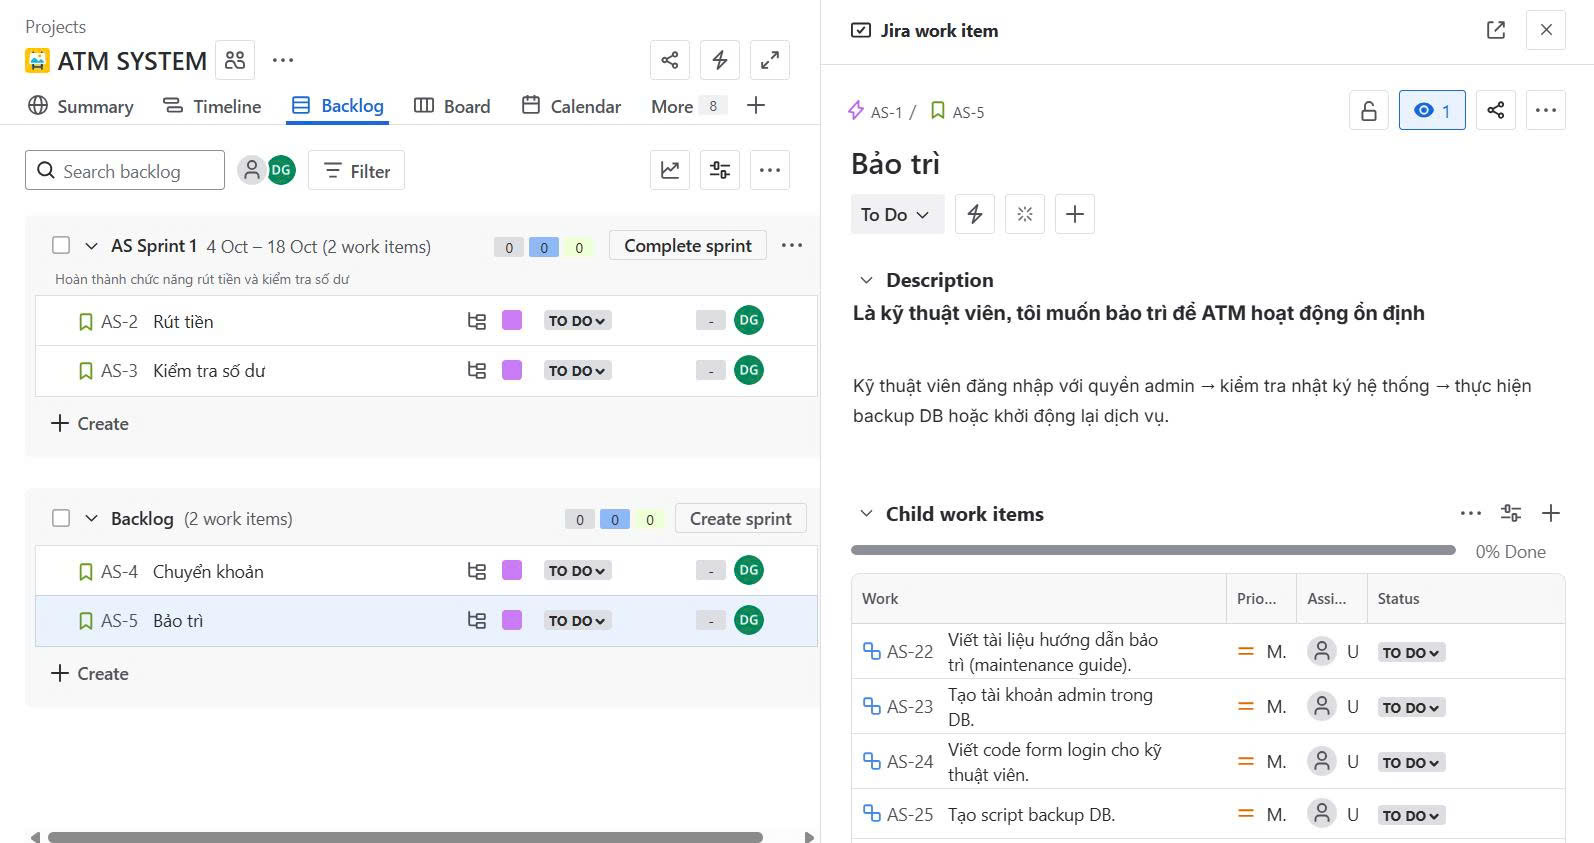 Projects
ATM SYSTEM
Summary
Timeline
Backlog
Board
Calendar
More 8
Search backlog
DG
Filter
AS Sprint 1 4 Oct – 18 Oct (2 work items) 0 0 0 Complete sprint
Hoàn thành chức năng rút tiền và kiểm tra số dư
AS-2 Rút tiền TO DO - DG
AS-3 Kiểm tra số dư TO DO - DG
Create
Backlog (2 work items) 0 0 0 Create sprint
AS-4 Chuyển khoản TO DO - DG
AS-5 Bảo trì TO DO - DG
Create
Jira work item
AS-1 / AS-5
1
Bảo trì
To Do
Description
Là kỹ thuật viên, tôi muốn bảo trì để ATM hoạt động ổn định
Kỹ thuật viên đăng nhập với quyền admin → kiểm tra nhật ký hệ thống → thực hiện
backup DB hoặc khởi động lại dịch vụ.
Child work items
0% Done
Work Prio... Assi... Status
AS-22 Viết tài liệu hướng dẫn bảo
trì (maintenance guide). M. U TO DO
AS-23 Tạo tài khoản admin trong
DB. M. U TO DO
AS-24 Viết code form login cho kỹ
thuật viên. M. U TO DO
AS-25 Tạo script backup DB. M. U TO DO